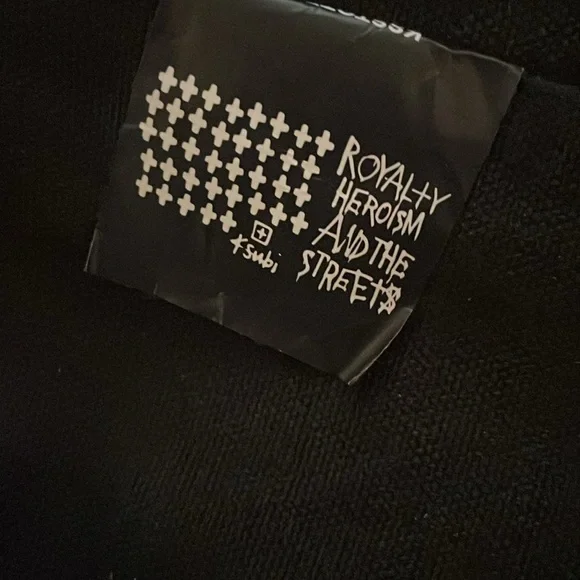 ROYALTY
HEROISM
AND THE
STREET$
ksubi